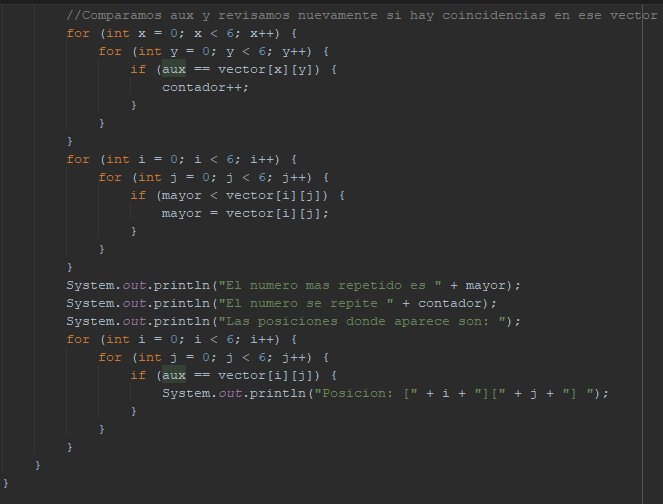 //Comparamos aux y revisamos nuevamente si hay coincidencias en ese vector
for (int x = 0; x < 6; x++) {
for (int y = 0; y < 6; y++) {
if (aux == vector[x][y]) {
contador++;
}
}
}
for (int i = 0; i < 6; i++) {
for (int j = 0; j < 6; j++) {
if (mayor < vector[i][j]) {
mayor = vector[i][j];
}
}
}
System.out.println("El numero mas repetido es " + mayor);
System.out.println("El numero se repite " + contador);
System.out.println("Las posiciones donde aparece son: ");
for (int i = 0; i < 6; i++) {
for (int j = 0; j < 6; j++) {
if (aux == vector[i][j]) {
System.out.println("Posicion: [" + i + "][" + j + "] ");
}
}
}
}
}